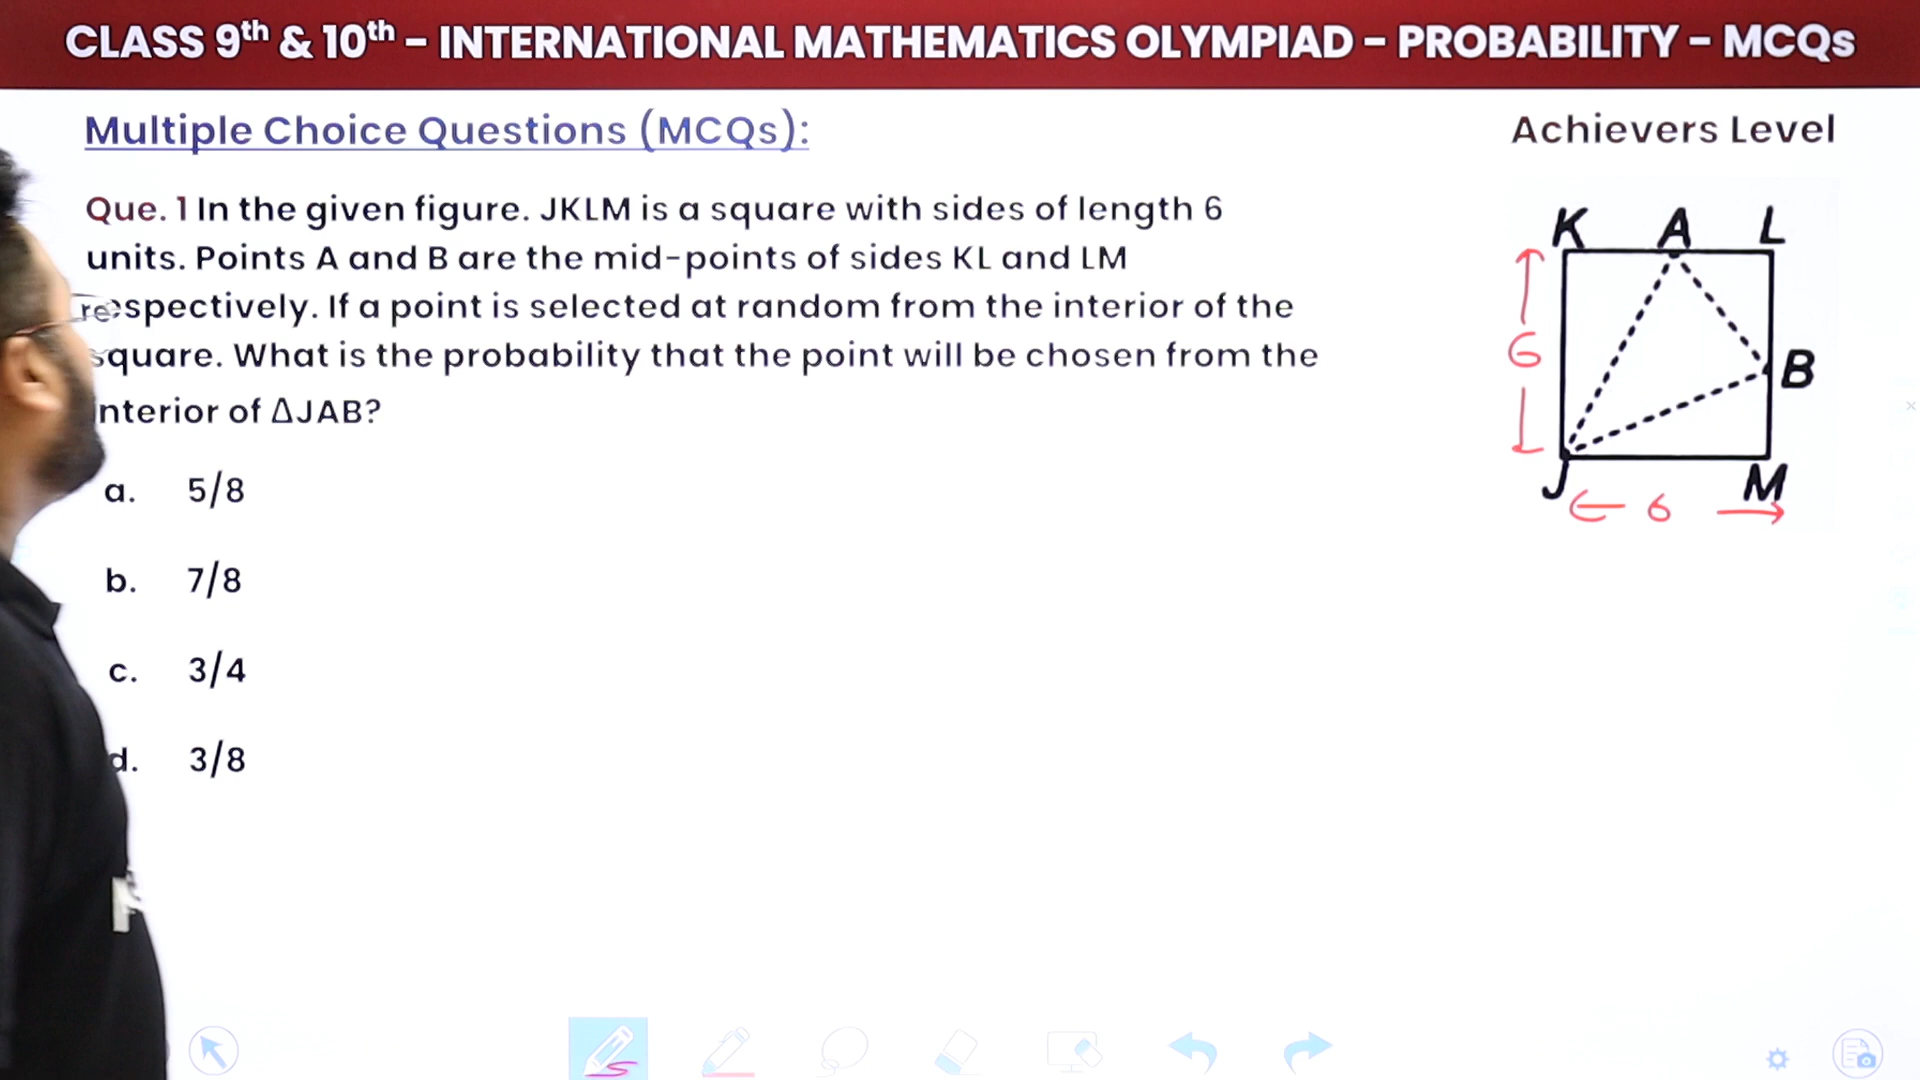 CLASS 9th & 10th - INTERNATIONAL MATHEMATICS OLYMPIAD - PROBABILITY - MCQs
Multiple Choice Questions (MCQs):
Achievers Level
Que. 1 In the given figure. JKLM is a square with sides of length 6
units. Points A and B are the mid-points of sides KL and LM
respectively. If a point is selected at random from the interior of the
square. What is the probability that the point will be chosen from the
interior of ΔJAB?
a. 5/8
b. 7/8
c. 3/4
d. 3/8
K A L
6
B
J M
6